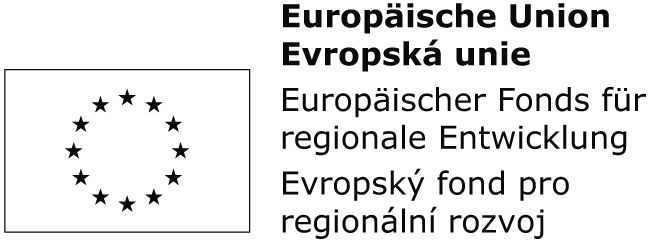 Europäische Union
Evropská unie
Europäischer Fonds für
regionale Entwicklung
Evropský fond pro
regionální rozvoj